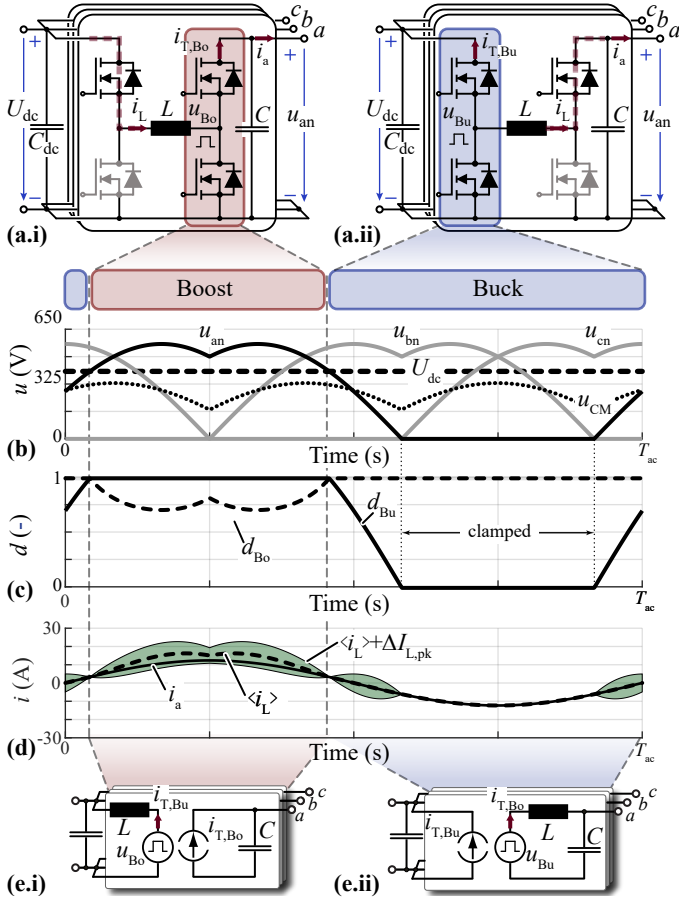 c
b
a
i_T,Bo
i_a
+
U_dc
C_dc
i_L
L
u_Bo
C
u_an
−
(a.i)
c
b
a
i_T,Bu
i_a
+
U_dc
C_dc
u_Bu
L
i_L
C
u_an
−
(a.ii)
Boost
Buck
650
325
0
u (V)
u_an
u_bn
u_cn
U_dc
u_CM
(b)
Time (s)
T_ac
1
0
d (-)
d_Bo
d_Bu
clamped
(c)
0
Time (s)
T_ac
30
0
-30
i (A)
<i_L>+ΔI_L,pk
i_a
<i_L>
(d)
0
Time (s)
T_ac
c
b
a
i_T,Bu
L
u_Bo
i_T,Bo
C
(e.i)
c
b
a
i_T,Bo
i_T,Bu
L
u_Bu
C
(e.ii)